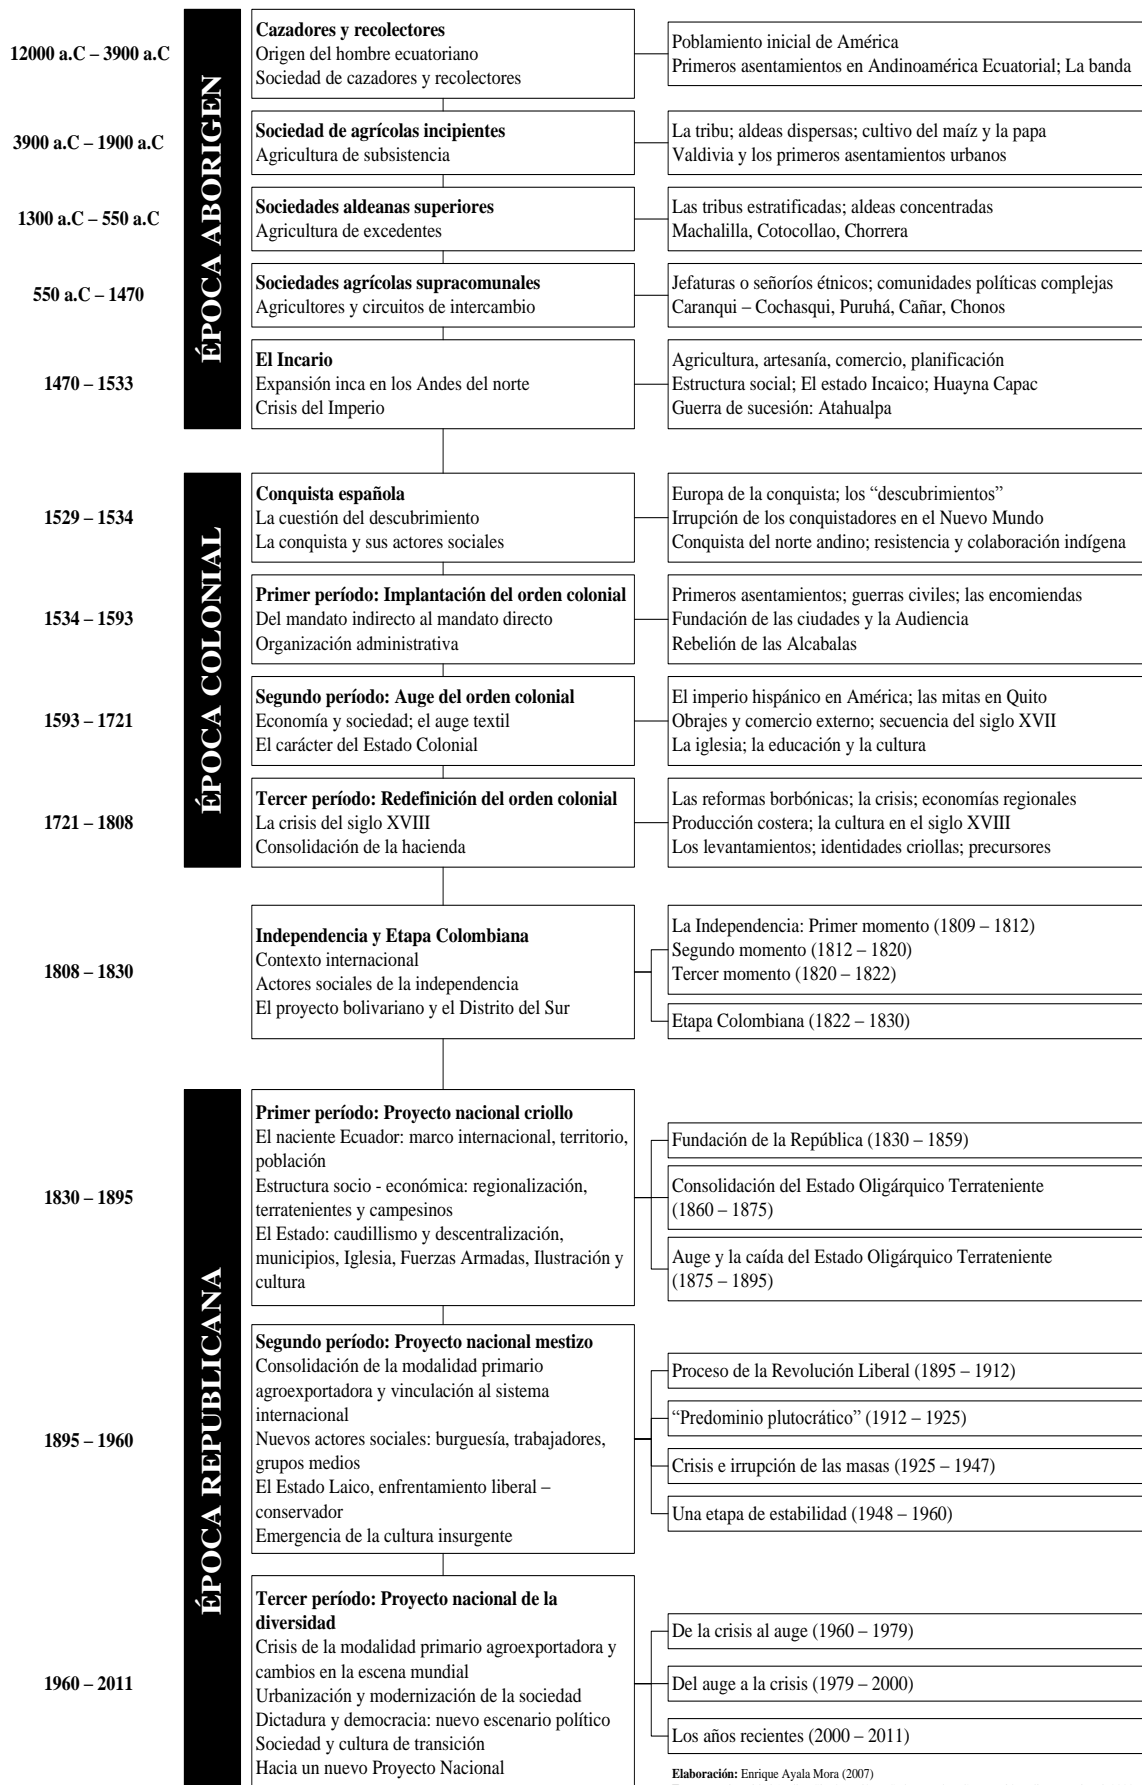 12000 a.C – 3900 a.C
ÉPOCA ABORIGEN
Cazadores y recolectores
Origen del hombre ecuatoriano
Sociedad de cazadores y recolectores
Poblamiento inicial de América
Primeros asentamientos en Andinoamérica Ecuatorial; La banda
3900 a.C – 1900 a.C
Sociedad de agrícolas incipientes
Agricultura de subsistencia
La tribu; aldeas dispersas; cultivo del maíz y la papa
Valdivia y los primeros asentamientos urbanos
1300 a.C – 550 a.C
Sociedades aldeanas superiores
Agricultura de excedentes
Las tribus estratificadas; aldeas concentradas
Machalilla, Cotocollao, Chorrera
550 a.C – 1470
Sociedades agrícolas supracomunales
Agricultores y circuitos de intercambio
Jefaturas o señoríos étnicos; comunidades políticas complejas
Caranqui – Cochasqui, Puruhá, Cañar, Chonos
1470 – 1533
El Incario
Expansión inca en los Andes del norte
Crisis del Imperio
Agricultura, artesanía, comercio, planificación
Estructura social; El estado Incaico; Huayna Capac
Guerra de sucesión: Atahualpa
1529 – 1534
ÉPOCA COLONIAL
Conquista española
La cuestión del descubrimiento
La conquista y sus actores sociales
Europa de la conquista; los “descubrimientos”
Irrupción de los conquistadores en el Nuevo Mundo
Conquista del norte andino; resistencia y colaboración indígena
1534 – 1593
Primer período: Implantación del orden colonial
Del mandato indirecto al mandato directo
Organización administrativa
Primeros asentamientos; guerras civiles; las encomiendas
Fundación de las ciudades y la Audiencia
Rebelión de las Alcabalas
1593 – 1721
Segundo período: Auge del orden colonial
Economía y sociedad; el auge textil
El carácter del Estado Colonial
El imperio hispánico en América; las mitas en Quito
Obrajes y comercio externo; secuencia del siglo XVII
La iglesia; la educación y la cultura
1721 – 1808
Tercer período: Redefinición del orden colonial
La crisis del siglo XVIII
Consolidación de la hacienda
Las reformas borbónicas; la crisis; economías regionales
Producción costera; la cultura en el siglo XVIII
Los levantamientos; identidades criollas; precursores
1808 – 1830
Independencia y Etapa Colombiana
Contexto internacional
Actores sociales de la independencia
El proyecto bolivariano y el Distrito del Sur
La Independencia: Primer momento (1809 – 1812)
Segundo momento (1812 – 1820)
Tercer momento (1820 – 1822)
Etapa Colombiana (1822 – 1830)
1830 – 1895
ÉPOCA REPUBLICANA
Primer período: Proyecto nacional criollo
El naciente Ecuador: marco internacional, territorio,
población
Estructura socio - económica: regionalización,
terratenientes y campesinos
El Estado: caudillismo y descentralización,
municipios, Iglesia, Fuerzas Armadas, Ilustración y
cultura
Fundación de la República (1830 – 1859)
Consolidación del Estado Oligárquico Terrateniente
(1860 – 1875)
Auge y la caída del Estado Oligárquico Terrateniente
(1875 – 1895)
1895 – 1960
Segundo período: Proyecto nacional mestizo
Consolidación de la modalidad primario
agroexportadora y vinculación al sistema
internacional
Nuevos actores sociales: burguesía, trabajadores,
grupos medios
El Estado Laico, enfrentamiento liberal –
conservador
Emergencia de la cultura insurgente
Proceso de la Revolución Liberal (1895 – 1912)
“Predominio plutocrático” (1912 – 1925)
Crisis e irrupción de las masas (1925 – 1947)
Una etapa de estabilidad (1948 – 1960)
1960 – 2011
Tercer período: Proyecto nacional de la
diversidad
Crisis de la modalidad primario agroexportadora y
cambios en la escena mundial
Urbanización y modernización de la sociedad
Dictadura y democracia: nuevo escenario político
Sociedad y cultura de transición
Hacia un nuevo Proyecto Nacional
De la crisis al auge (1960 – 1979)
Del auge a la crisis (1979 – 2000)
Los años recientes (2000 – 2011)
Elaboración: Enrique Ayala Mora (2007)